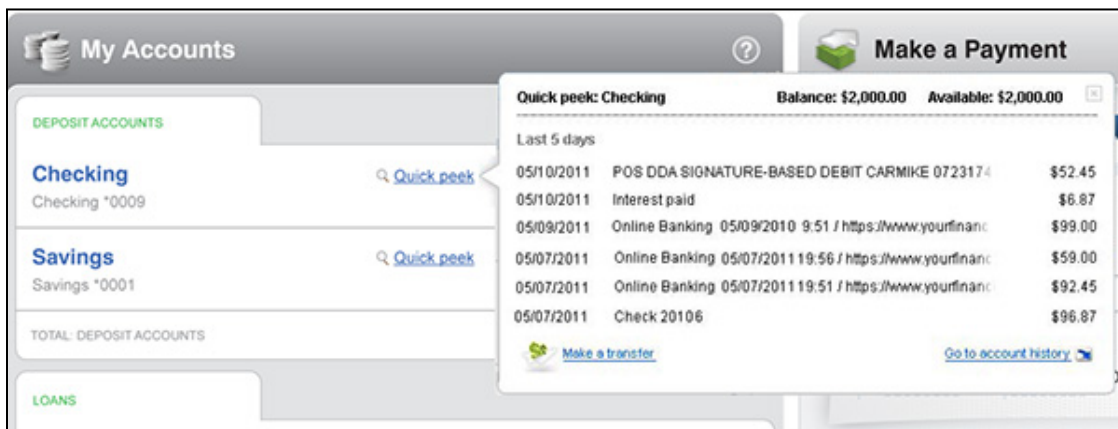 My Accounts
?
Make a Payment
DEPOSIT ACCOUNTS
Checking
Checking *0009
Quick peek
Savings
Savings *0001
Quick peek
TOTAL: DEPOSIT ACCOUNTS
LOANS
Quick peek: Checking Balance: $2,000.00 Available: $2,000.00
Last 5 days
05/10/2011 POS DDA SIGNATURE-BASED DEBIT CARMIKE 0723174 $52.45
05/10/2011 Interest paid $6.87
05/09/2011 Online Banking 05/09/2010 9:51 / https://www.yourfinanc $99.00
05/07/2011 Online Banking 05/07/2011 19:56 / https://www.yourfinanc $59.00
05/07/2011 Online Banking 05/07/2011 19:51 / https://www.yourfinanc $92.45
05/07/2011 Check 20106 $96.87
Make a transfer Go to account history